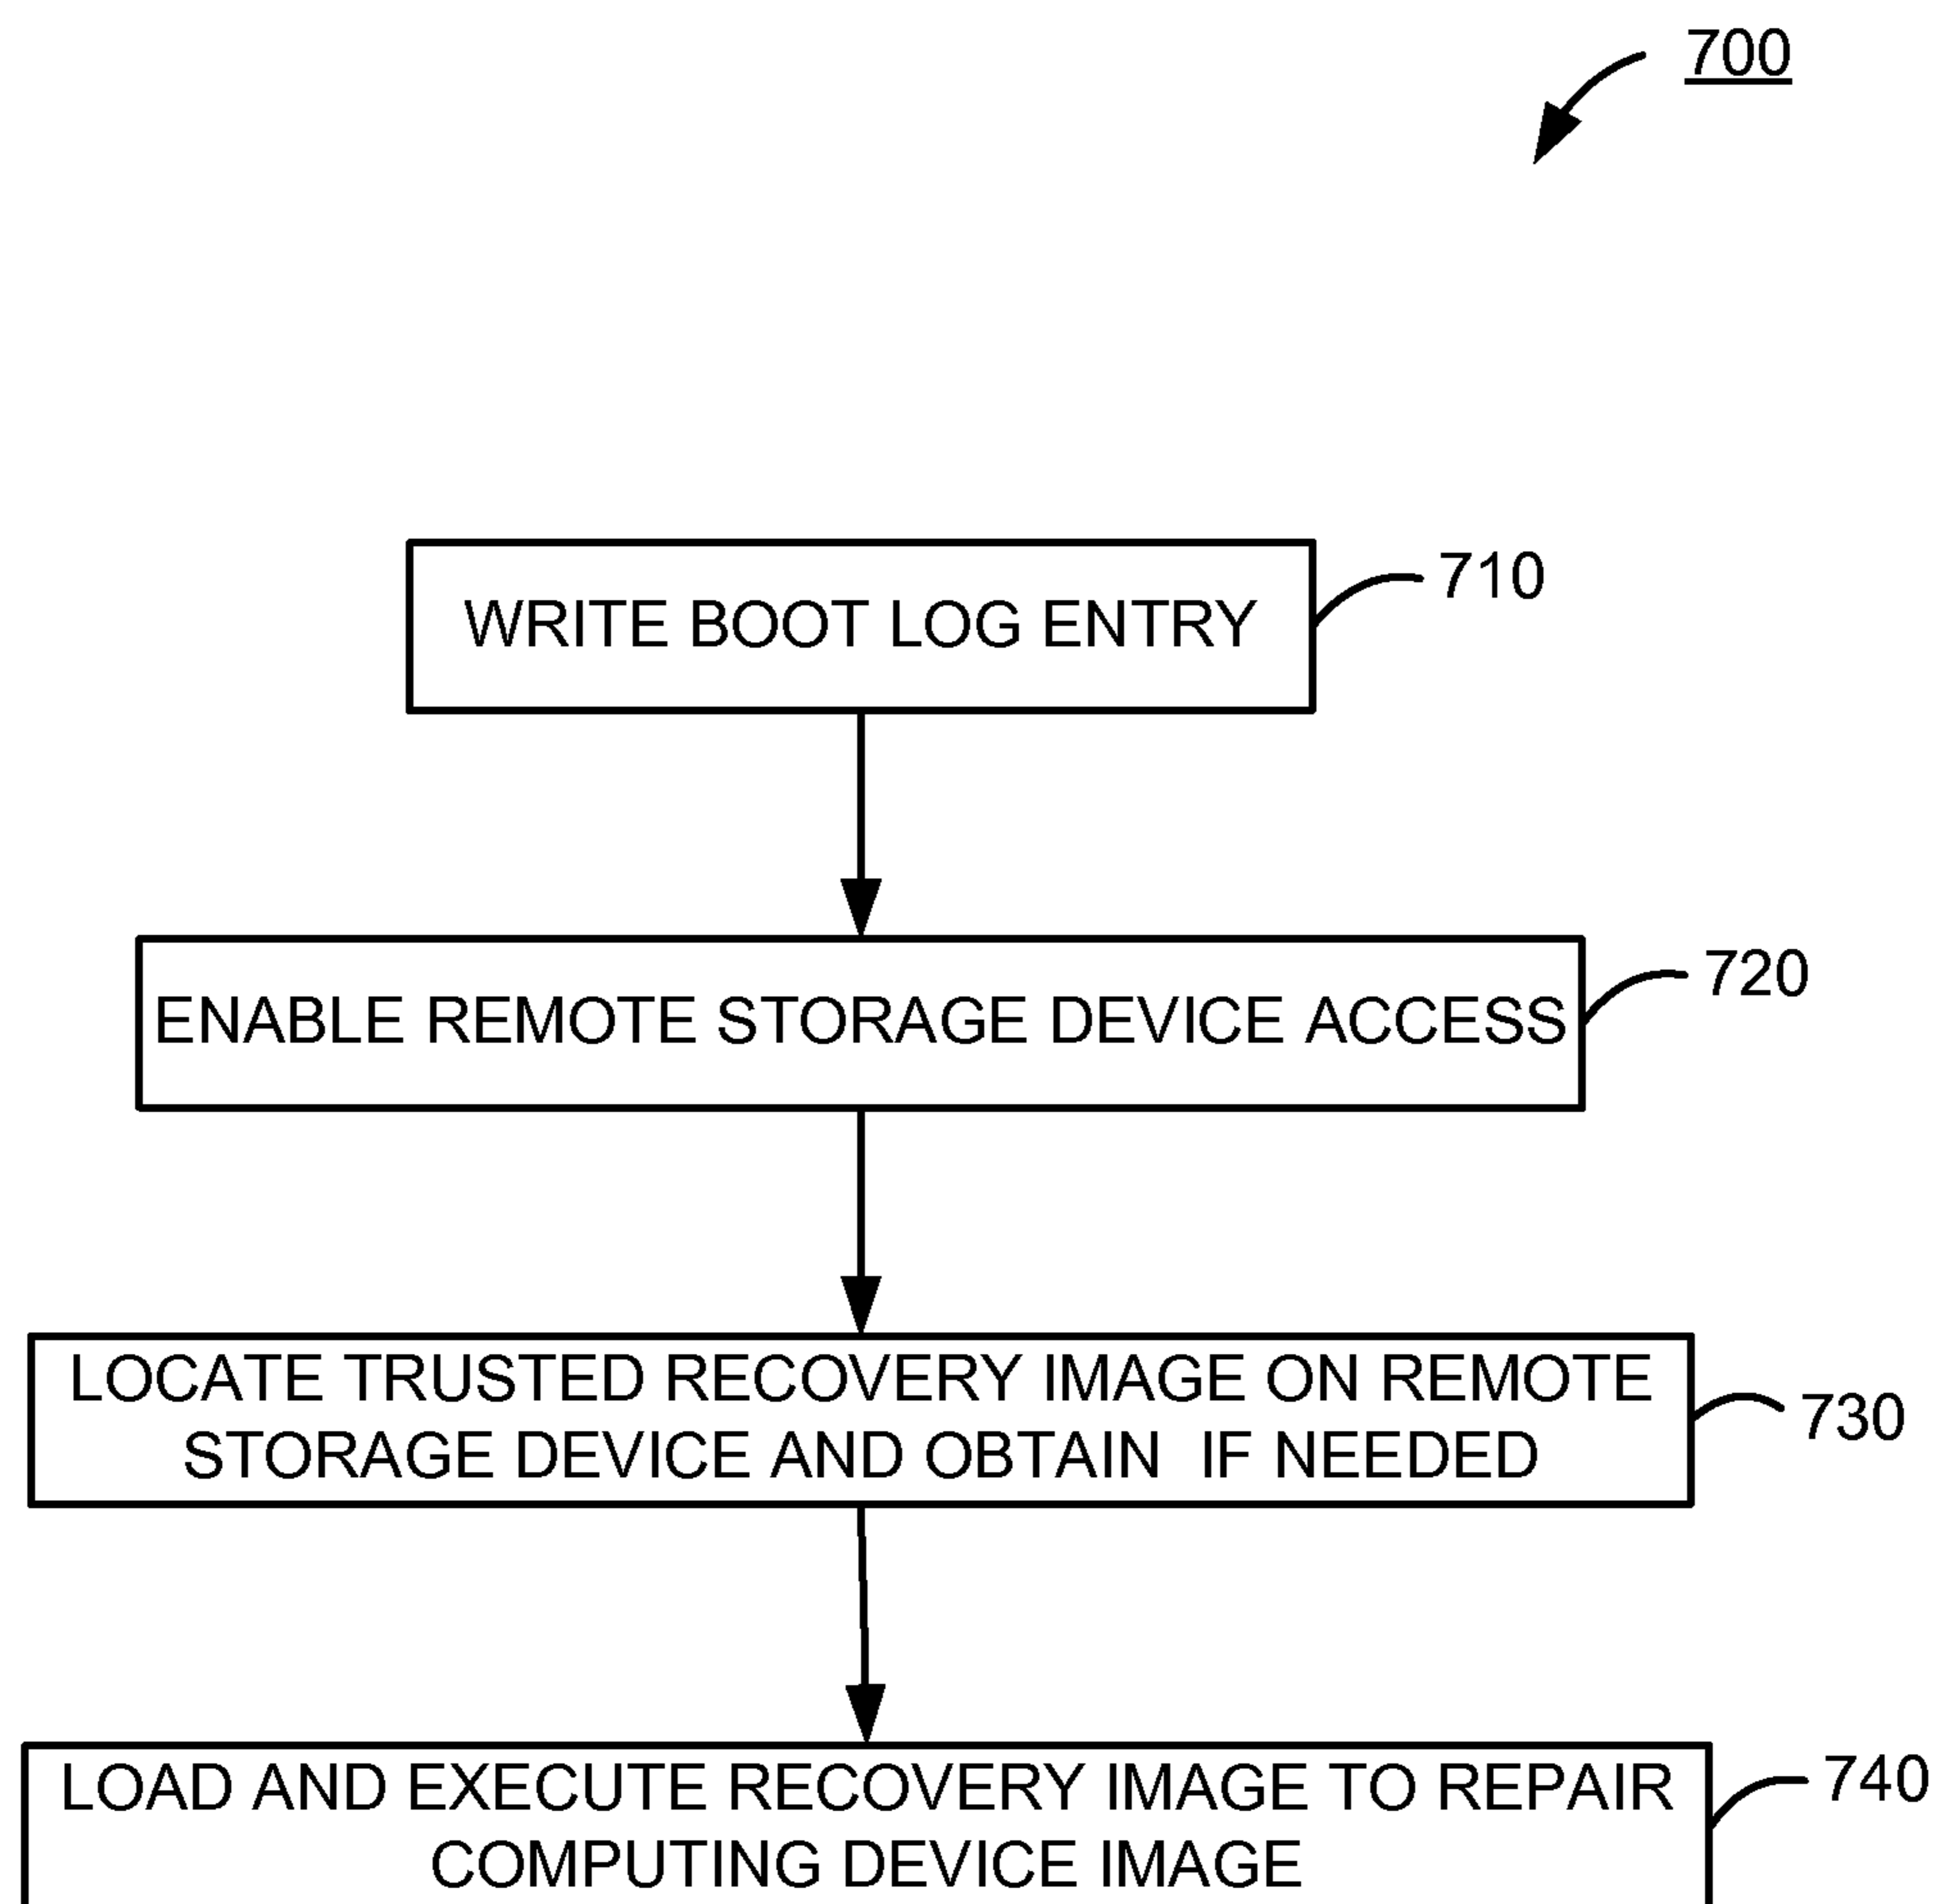 700
WRITE BOOT LOG ENTRY
710
ENABLE REMOTE STORAGE DEVICE ACCESS
720
LOCATE TRUSTED RECOVERY IMAGE ON REMOTE
STORAGE DEVICE AND OBTAIN IF NEEDED
730
LOAD AND EXECUTE RECOVERY IMAGE TO REPAIR
COMPUTING DEVICE IMAGE
740